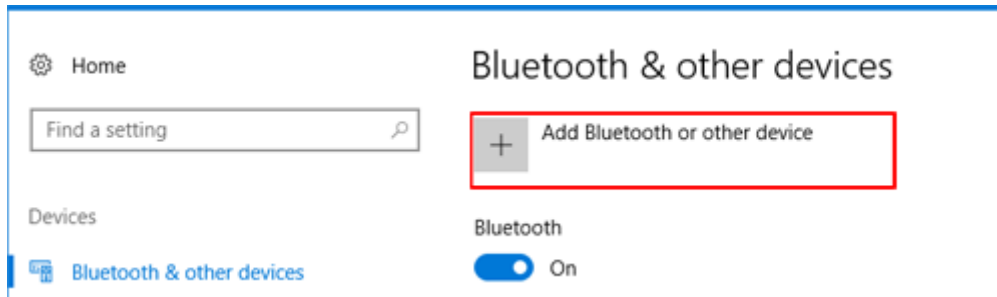 Home
Find a setting
Devices
Bluetooth & other devices
Bluetooth & other devices
Add Bluetooth or other device
Bluetooth
On